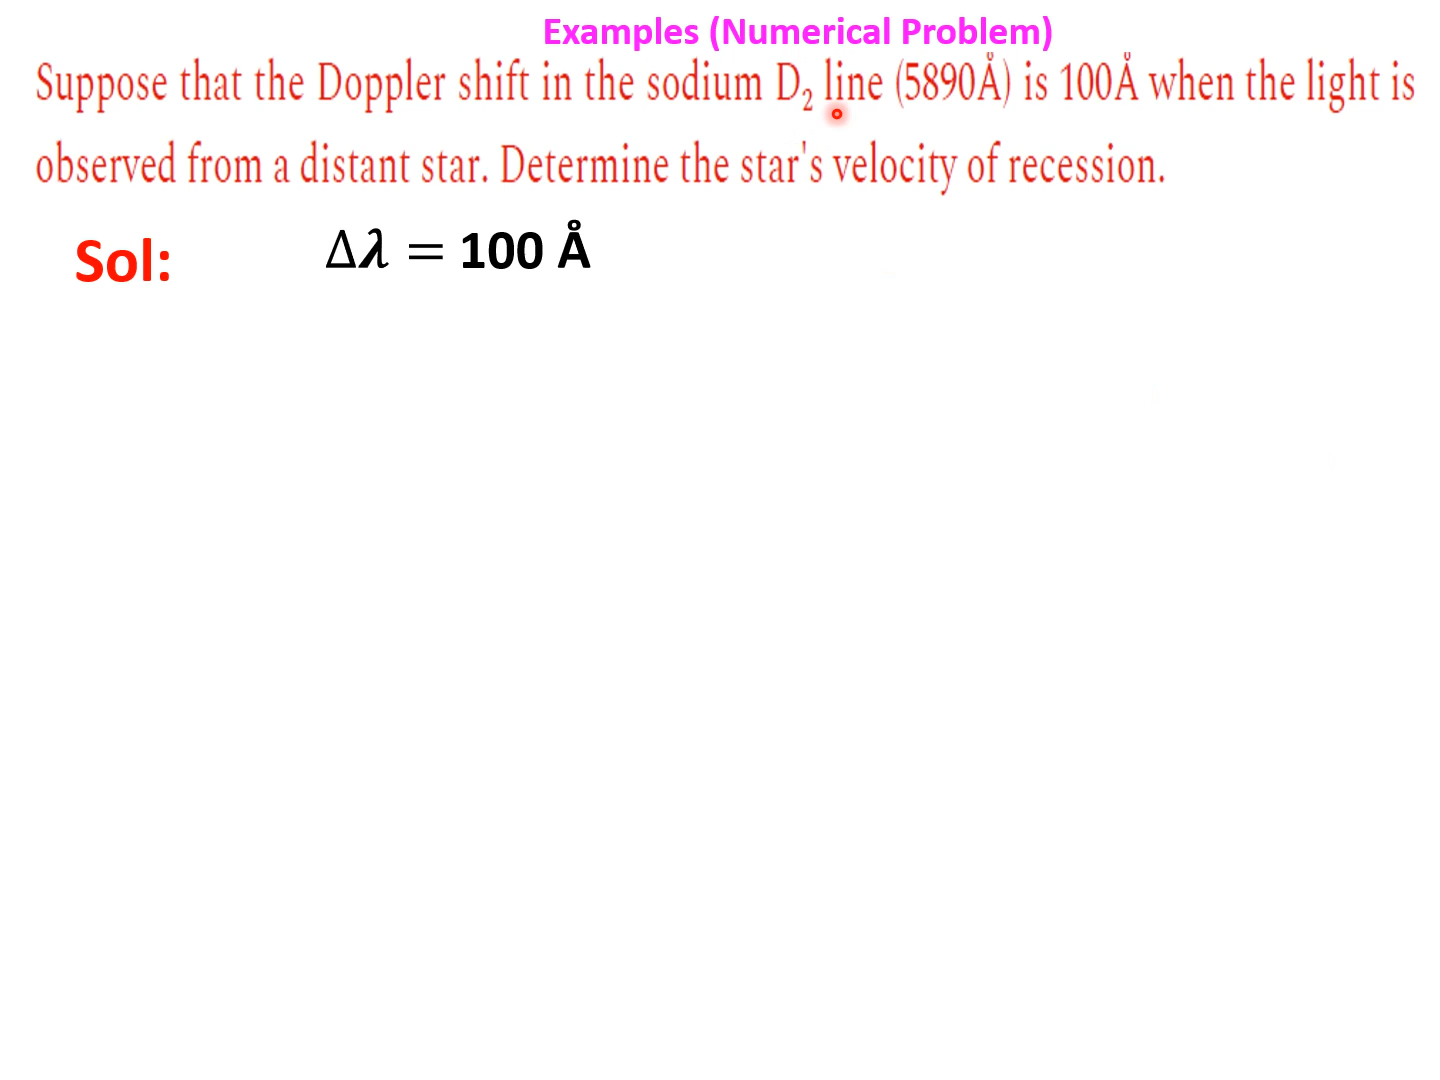 Examples (Numerical Problem)
Suppose that the Doppler shift in the sodium D₂ line (5890Å) is 100Å when the light is
observed from a distant star. Determine the star's velocity of recession.
Sol: Δλ = 100 Å